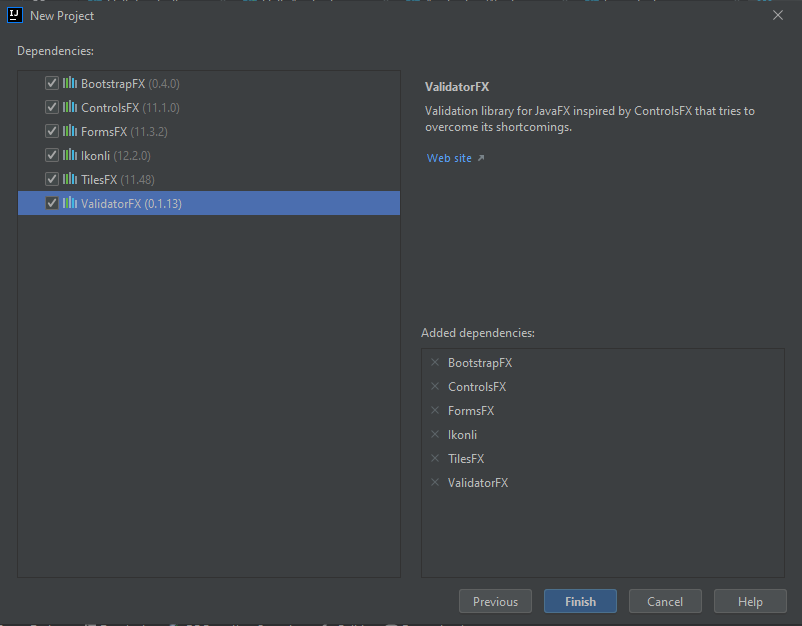 New Project
Dependencies:
BootstrapFX (0.4.0)
ControlsFX (11.1.0)
FormsFX (11.3.2)
Ikonli (12.2.0)
TilesFX (11.48)
ValidatorFX (0.1.13)
ValidatorFX
Validation library for JavaFX inspired by ControlsFX that tries to
overcome its shortcomings.
Web site ↗
Added dependencies:
BootstrapFX
ControlsFX
FormsFX
Ikonli
TilesFX
ValidatorFX
Previous
Finish
Cancel
Help